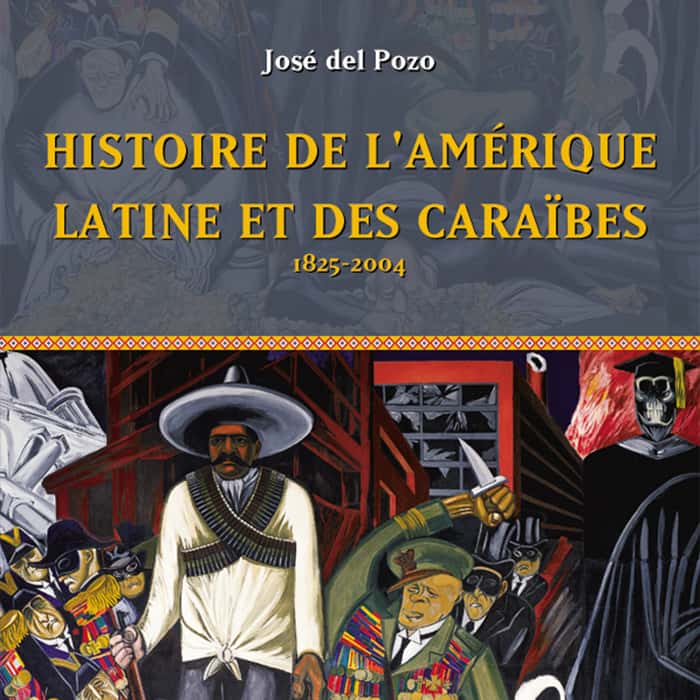 José del Pozo
HISTOIRE DE L'AMÉRIQUE
LATINE ET DES CARAÏBES
1825-2004